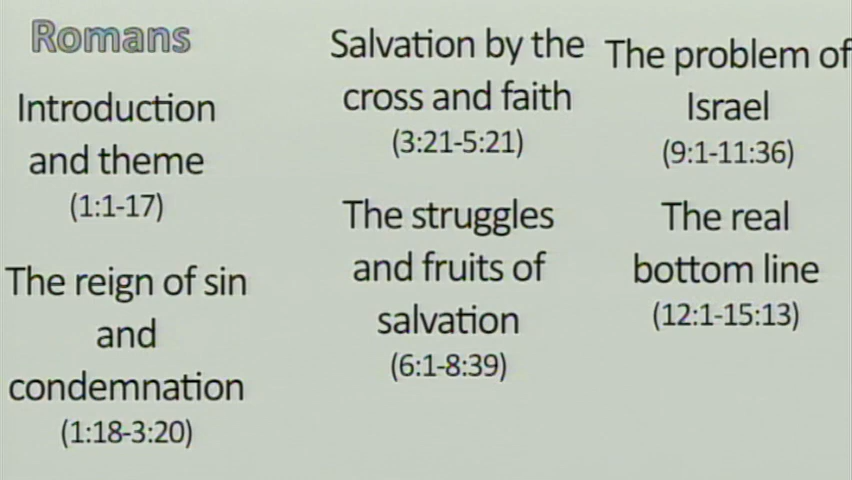 Romans
Introduction
and theme
(1:1-17)
The reign of sin
and
condemnation
(1:18-3:20)
Salvation by the
cross and faith
(3:21-5:21)
The struggles
and fruits of
salvation
(6:1-8:39)
The problem of
Israel
(9:1-11:36)
The real
bottom line
(12:1-15:13)